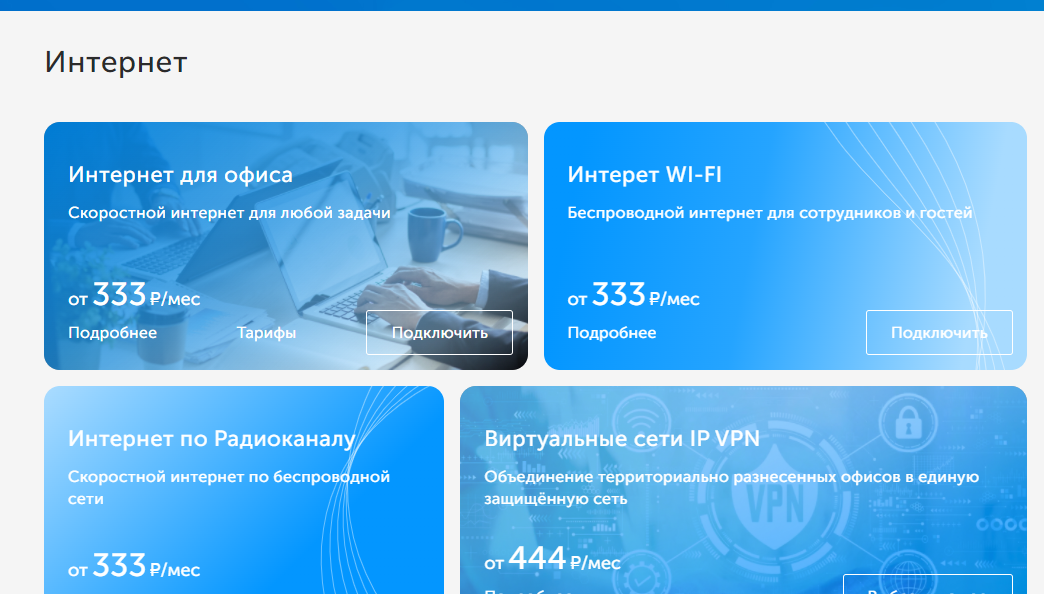 Интернет
Интернет для офиса
Скоростной интернет для любой задачи
от 333 ₽/мес
Подробнее
Тарифы
Подключить
Интерет WI-FI
Беспроводной интернет для сотрудников и гостей
от 333 ₽/мес
Подробнее
Подключить
Интернет по Радиоканалу
Скоростной интернет по беспроводной
сети
от 333 ₽/мес
Виртуальные сети IP VPN
Объединение территориально разнесенных офисов в единую
защищённую сеть
VPN
от 444 ₽/мес